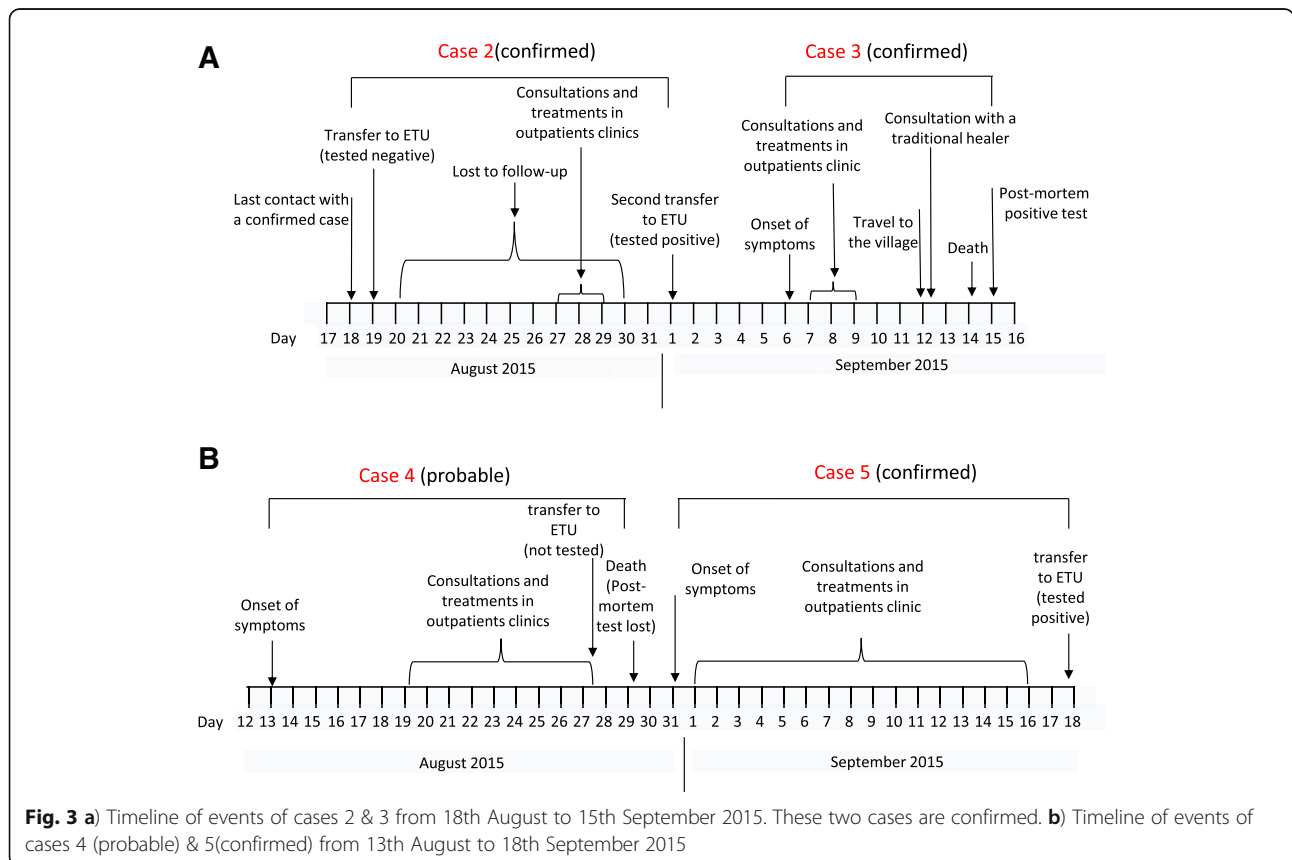 A
Case 2(confirmed)
Case 3 (confirmed)
Consultations and
treatments in
outpatients clinics
Transfer to ETU
(tested negative)
Lost to follow-up
Last contact with
a confirmed case
Second transfer
to ETU
(tested positive)
Consultations and
treatments in
outpatients clinic
Consultation with a
traditional healer
Onset of
symptoms
Travel to
the village
Death
Post-mortem
positive test
Day 17 18 19 20 21 22 23 24 25 26 27 28 29 30 31 1 2 3 4 5 6 7 8 9 10 11 12 13 14 15 16
August 2015 September 2015
B
Case 4 (probable)
Case 5 (confirmed)
transfer to
ETU
(not tested)
Onset of
symptoms
Consultations and
treatments in
outpatients clinics
Death
(Post-
mortem
test lost)
Onset of
symptoms
Consultations and
treatments in
outpatients clinic
transfer
to ETU
(tested
positive)
Day 12 13 14 15 16 17 18 19 20 21 22 23 24 25 26 27 28 29 30 31 1 2 3 4 5 6 7 8 9 10 11 12 13 14 15 16 17 18
August 2015 September 2015
Fig. 3 a) Timeline of events of cases 2 & 3 from 18th August to 15th September 2015. These two cases are confirmed. b) Timeline of events of
cases 4 (probable) & 5(confirmed) from 13th August to 18th September 2015